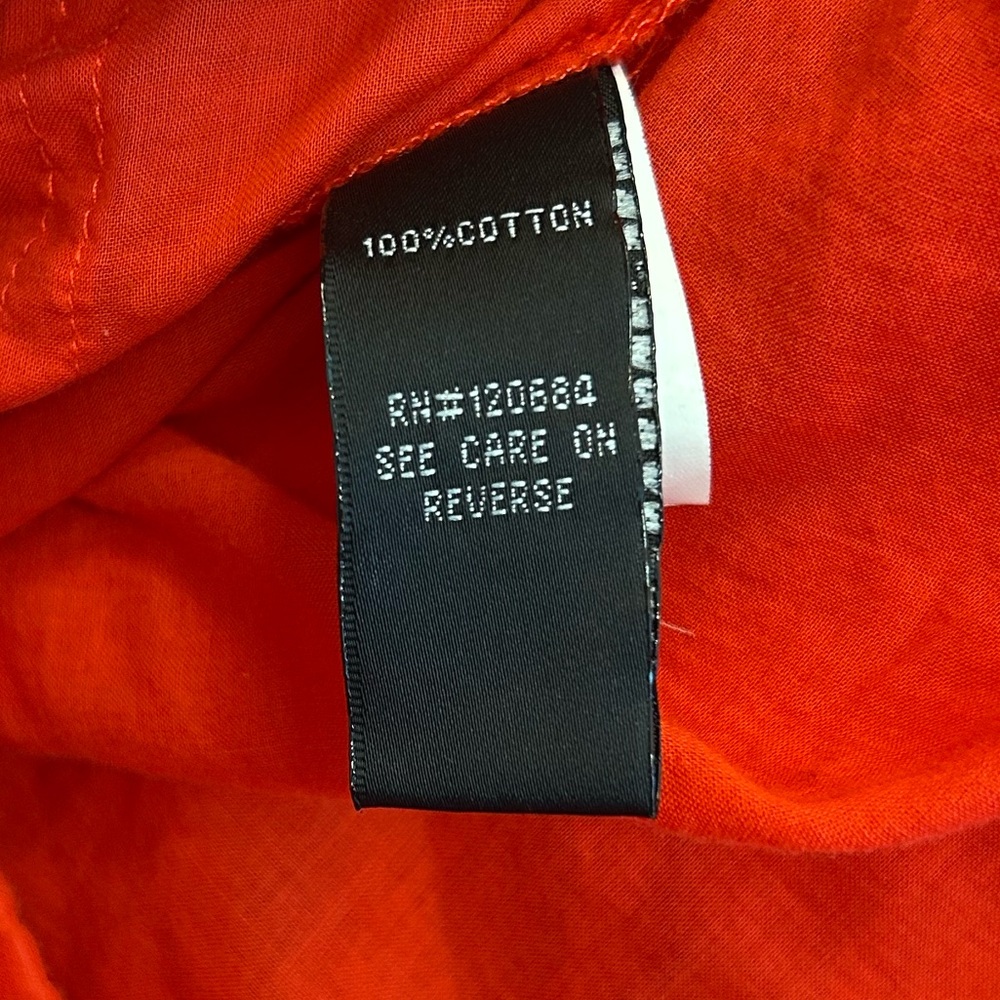 100%COTTON
RN#120684
SEE CARE ON
REVERSE